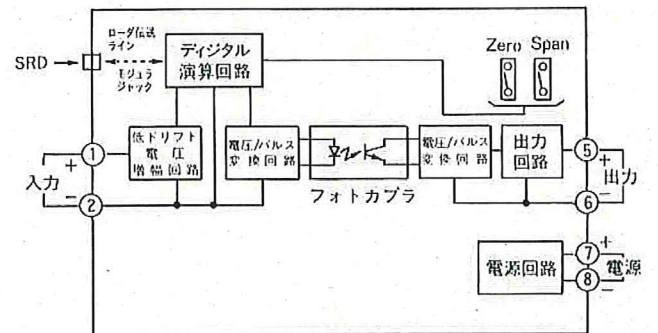 ローダ伝送
ライン
SRD
モジュラ
ジャック
ディジタル
演算回路
Zero Span
低ドリフト
電圧
増幅回路
電圧/パルス
変換回路
フォトカプラ
電圧/パルス
変換回路
出力
回路
1
+
入力
-
2
5
+
出力
-
6
電源回路
7
+
電源
8
-